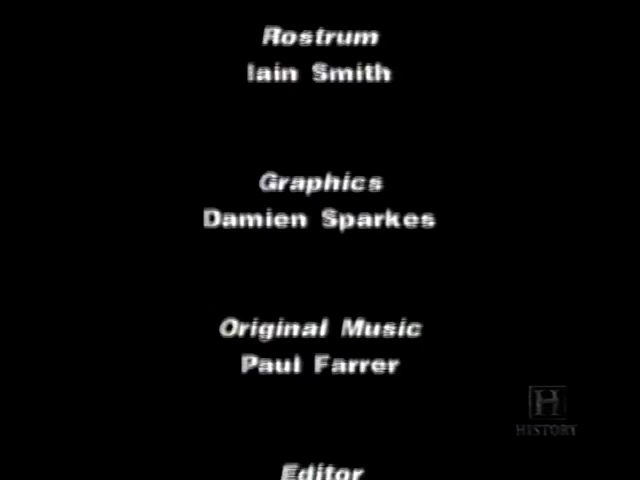 Rostrum
Iain Smith
Graphics
Damien Sparkes
Original Music
Paul Farrer
H
HISTORY
Editor